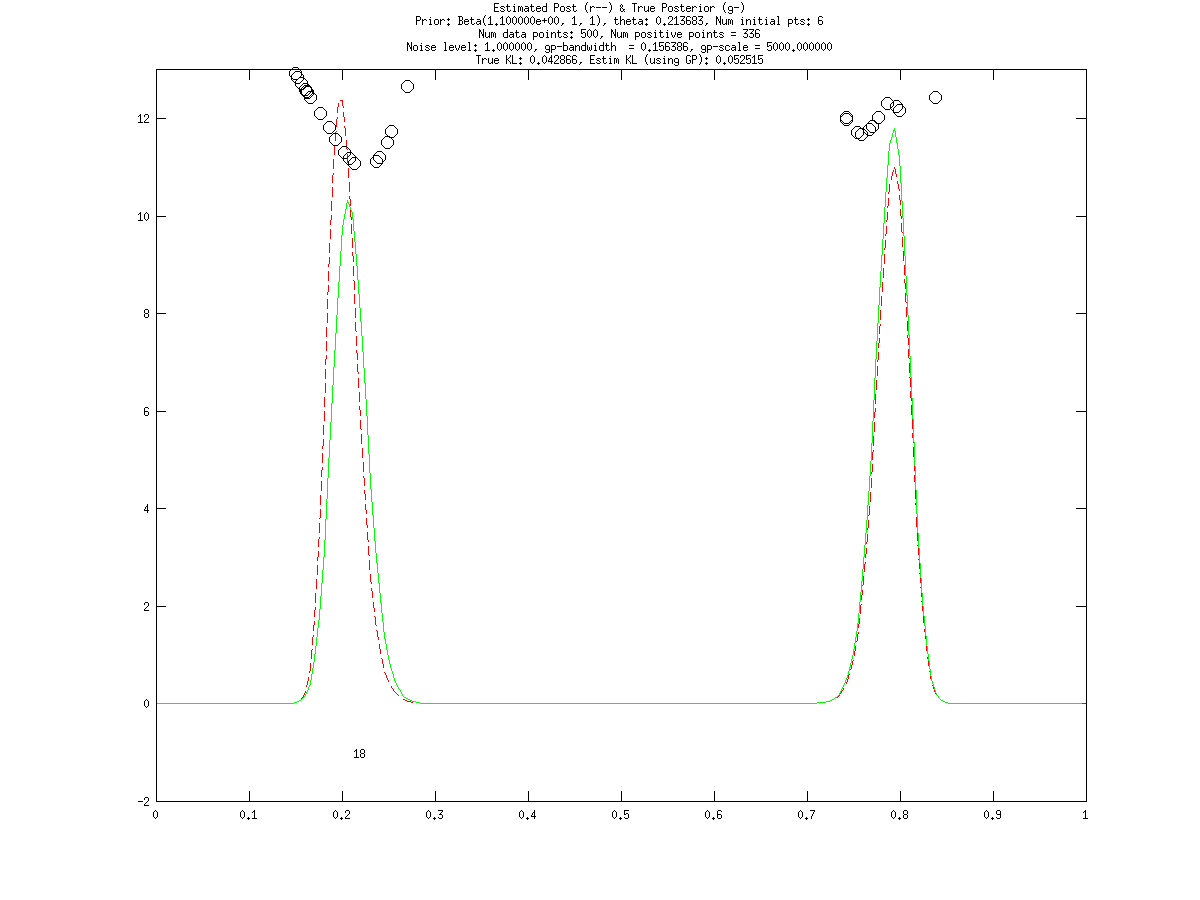 Estimated Post (r--) & True Posterior (g-)
Prior: Beta(1.100000e+00, 1, 1), theta: 0.213683, Num initial pts: 6
Num data points: 500, Num positive points = 336
Noise level: 1.000000, gp-bandwidth = 0.156386, gp-scale = 5000.000000
True KL: 0.042866, Estim KL (using GP): 0.052515
12
10
8
6
4
2
0
18
-2
0 0.1 0.2 0.3 0.4 0.5 0.6 0.7 0.8 0.9 1